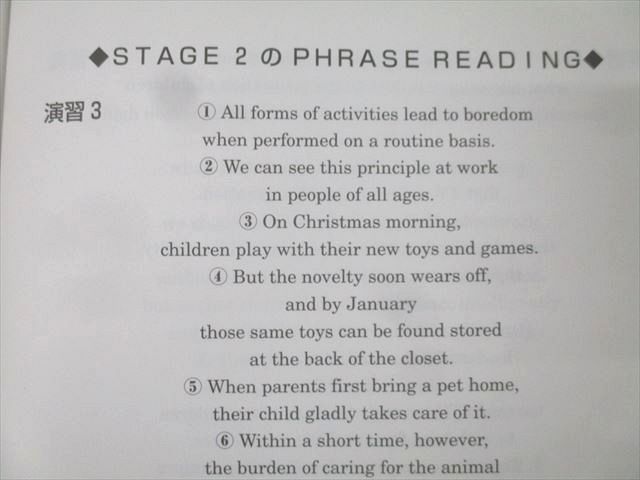 ◆STAGE 2 の PHRASE READING◆
演習 3
① All forms of activities lead to boredom
when performed on a routine basis.
② We can see this principle at work
in people of all ages.
③ On Christmas morning,
children play with their new toys and games.
④ But the novelty soon wears off,
and by January
those same toys can be found stored
at the back of the closet.
⑤ When parents first bring a pet home,
their child gladly takes care of it.
⑥ Within a short time, however,
the burden of caring for the animal